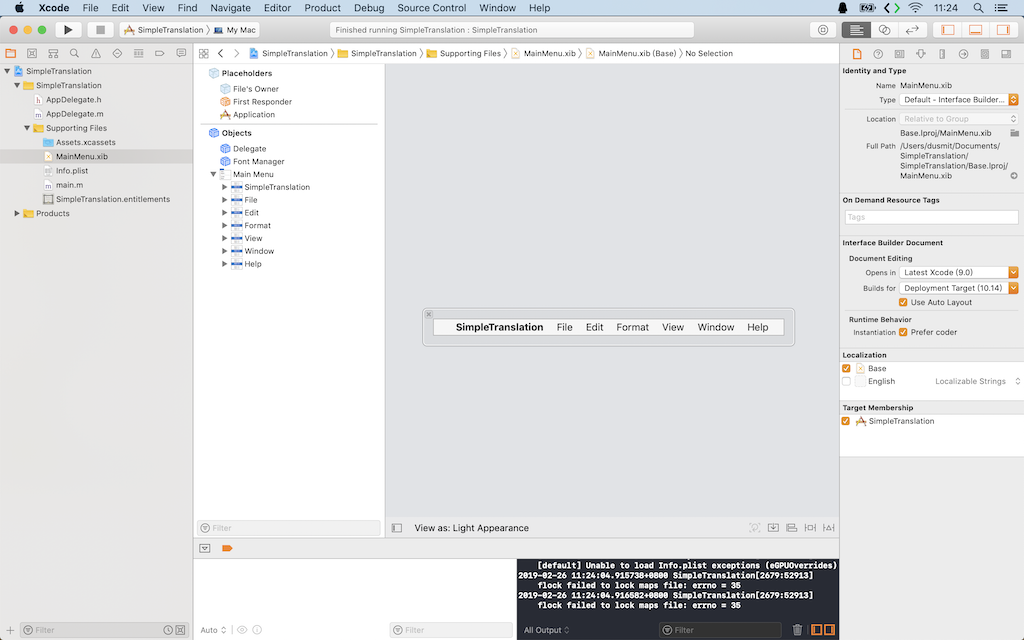 Xcode File Edit View Find Navigate Editor Product Debug Source Control Window Help 11:24
SimpleTranslation My Mac
Finished running SimpleTranslation : SimpleTranslation
SimpleTranslation SimpleTranslation Supporting Files MainMenu.xib MainMenu.xib (Base) No Selection
SimpleTranslation
SimpleTranslation
h AppDelegate.h
m AppDelegate.m
Supporting Files
Assets.xcassets
MainMenu.xib
Info.plist
m main.m
SimpleTranslation.entitlements
Products
Filter
Placeholders
File's Owner
First Responder
Application
Objects
Delegate
Font Manager
Main Menu
SimpleTranslation
File
Edit
Format
View
Window
Help
Filter
SimpleTranslation File Edit Format View Window Help
View as: Light Appearance
Auto
Filter
[default] Unable to load Info.plist exceptions (eGPUOverrides)
2019-02-26 11:24:04.915738+0800 SimpleTranslation[2679:52913]
flock failed to lock maps file: errno = 35
2019-02-26 11:24:04.916582+0800 SimpleTranslation[2679:52913]
flock failed to lock maps file: errno = 35
All Output
Filter
Identity and Type
Name MainMenu.xib
Type Default - Interface Builder...
Location Relative to Group
Base.lproj/MainMenu.xib
Full Path /Users/dusmit/Documents/
SimpleTranslation/
SimpleTranslation/Base.lproj/
MainMenu.xib
On Demand Resource Tags
Tags
Interface Builder Document
Document Editing
Opens in Latest Xcode (9.0)
Builds for Deployment Target (10.14)
Use Auto Layout
Runtime Behavior
Instantiation Prefer coder
Localization
Base
English Localizable Strings
Target Membership
SimpleTranslation